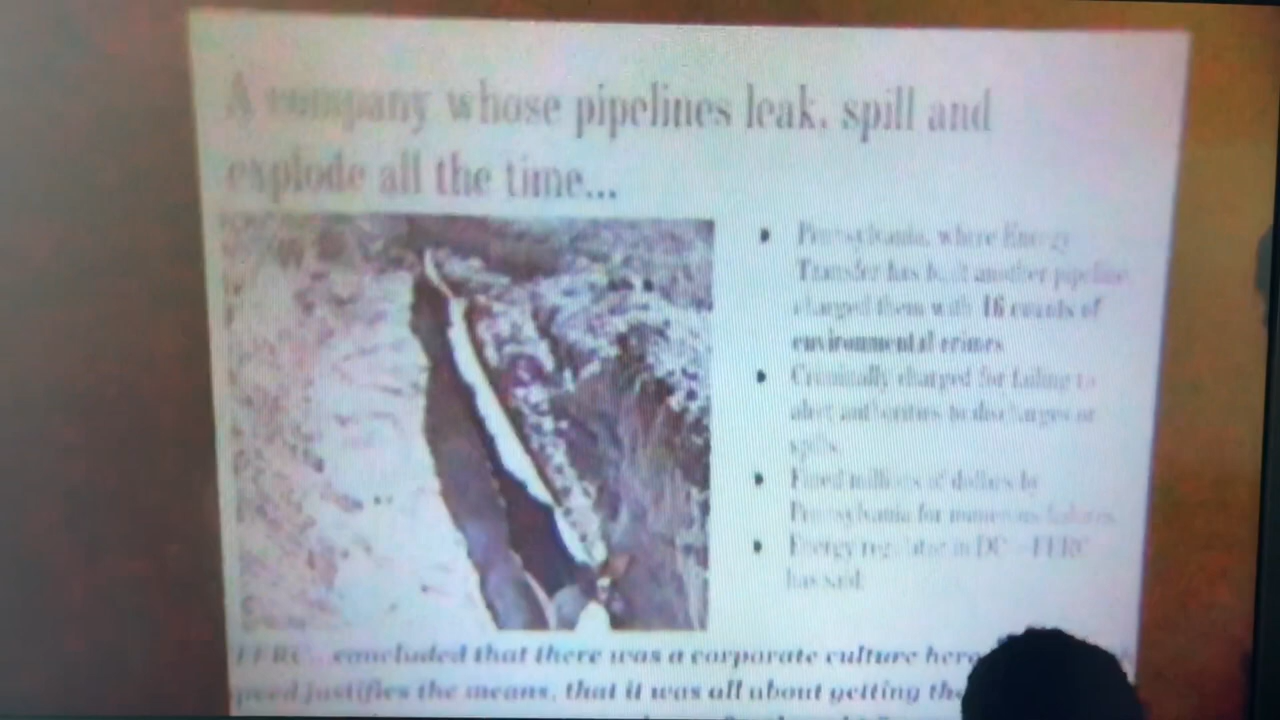 A company whose pipelines leak, spill and
explode all the time...
Pennsylvania, where Energy
Transfer has built another pipeline
charged them with 16 counts of
environmental crimes
Criminally charged for failing to
alert authorities to discharges or
spills.
Fined millions of dollars by
Pennsylvania for numerous failures.
Energy regulator in DC – FERC
has said:
FERC... concluded that there was a corporate culture here
speed justifies the means, that it was all about getting the